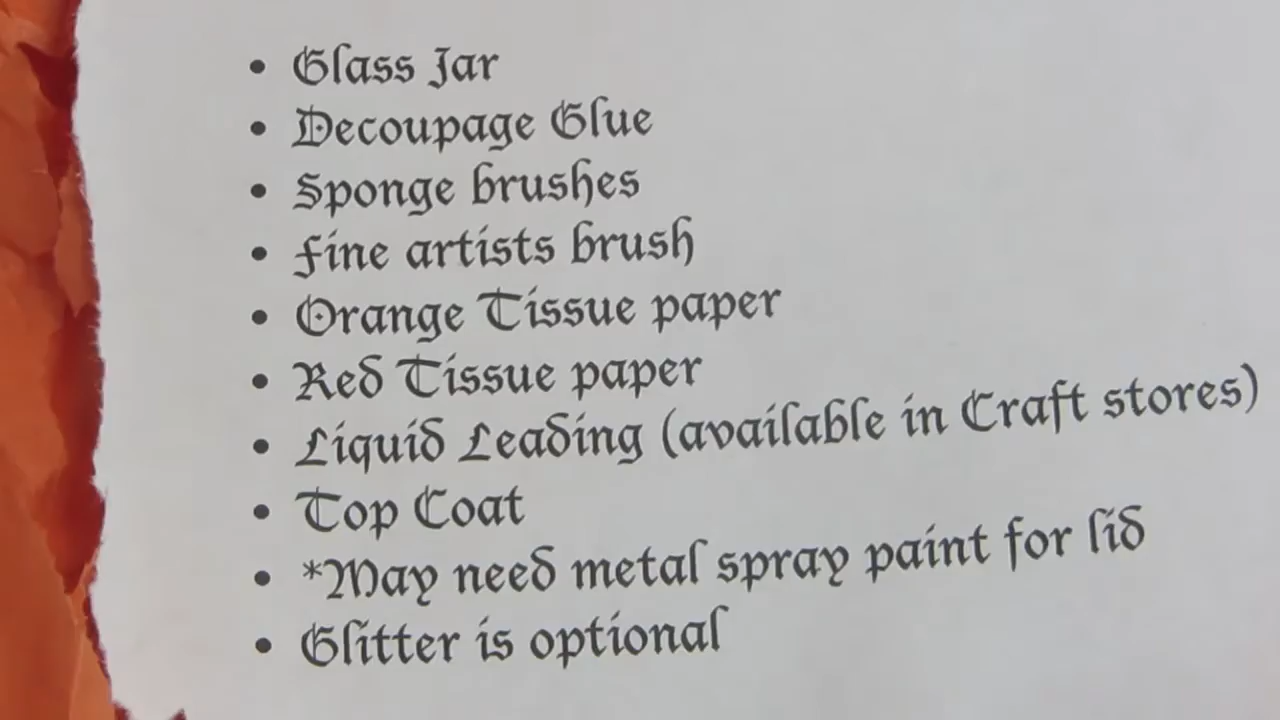 • Glass Jar
• Decoupage Glue
• Sponge brushes
• Fine artists brush
• Orange Tissue paper
• Red Tissue paper
• Liquid Leading (available in Craft stores)
• Top Coat
• *May need metal spray paint for lid
• Glitter is optional